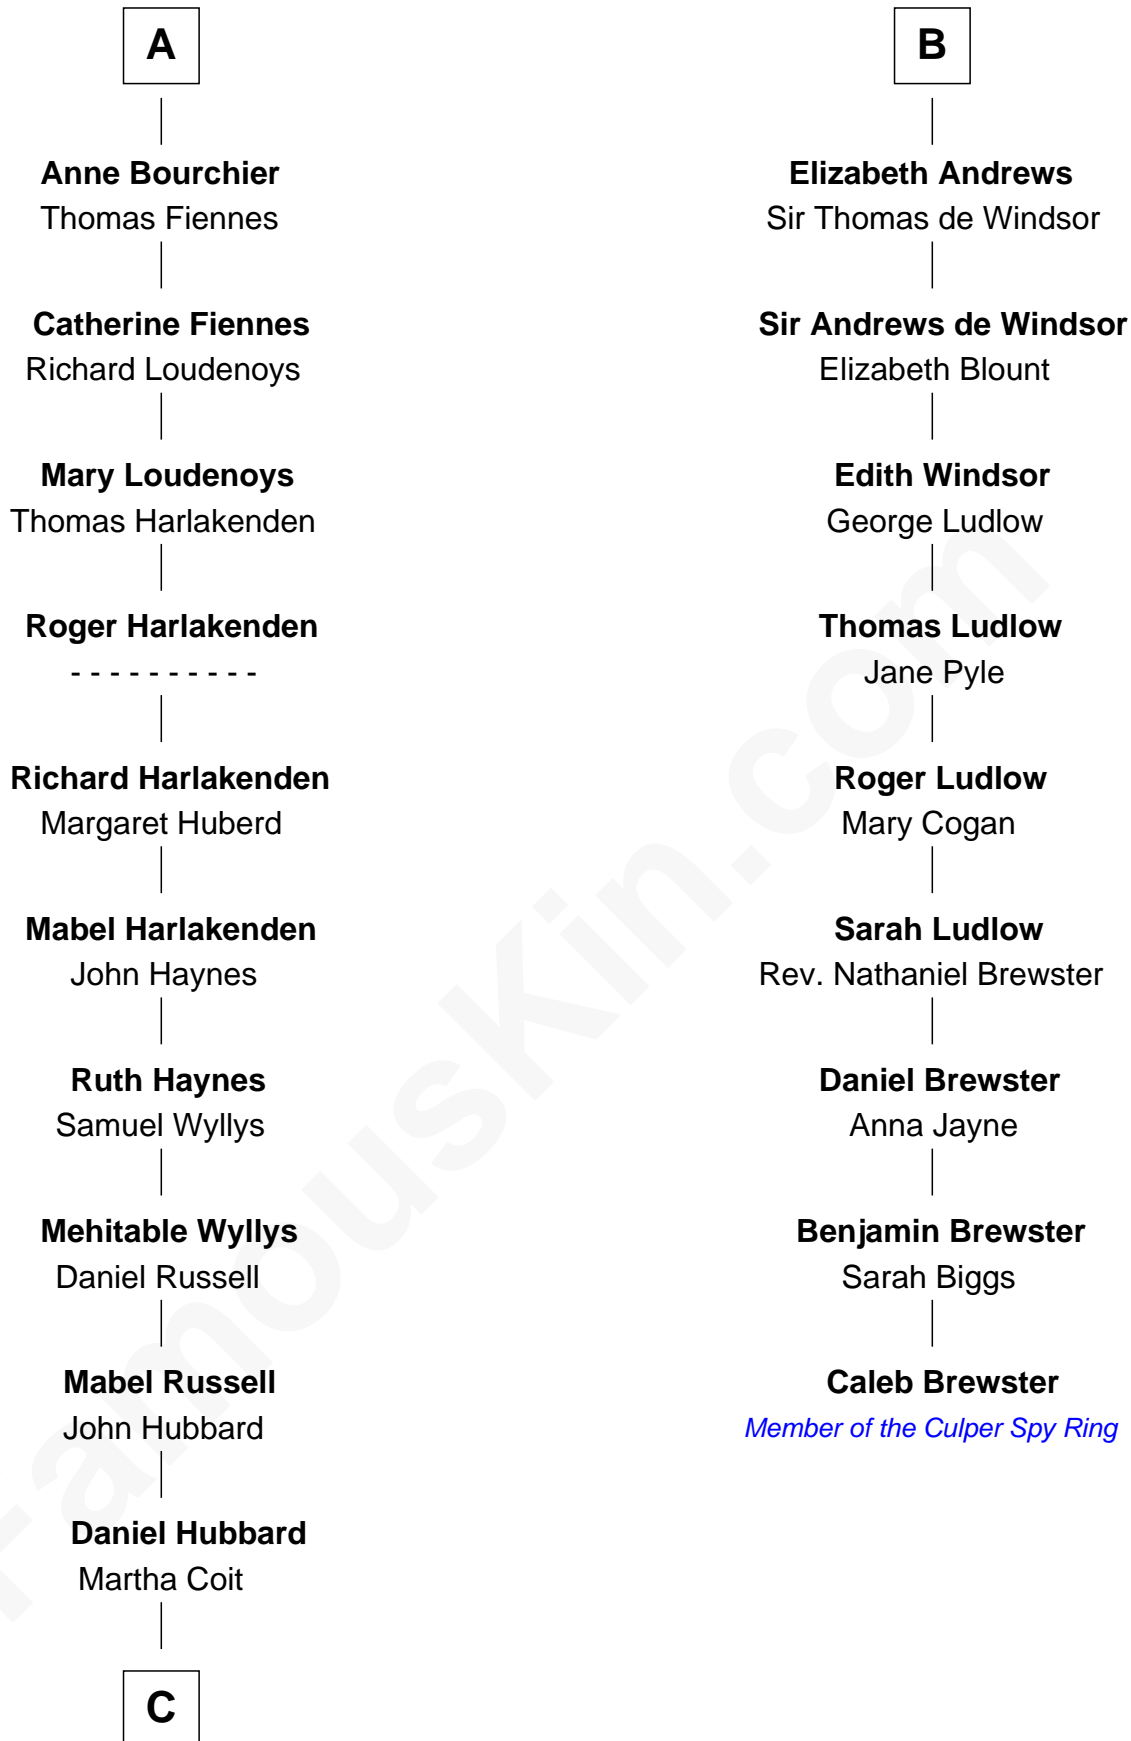 A
Anne Bourchier
Thomas Fiennes
Catherine Fiennes
Richard Loudenoys
Mary Loudenoys
Thomas Harlakenden
Roger Harlakenden
- - - - - - - - - -
Richard Harlakenden
Margaret Huberd
Mabel Harlakenden
John Haynes
Ruth Haynes
Samuel Wyllys
Mehitable Wyllys
Daniel Russell
Mabel Russell
John Hubbard
Daniel Hubbard
Martha Coit
C
B
Elizabeth Andrews
Sir Thomas de Windsor
Sir Andrews de Windsor
Elizabeth Blount
Edith Windsor
George Ludlow
Thomas Ludlow
Jane Pyle
Roger Ludlow
Mary Cogan
Sarah Ludlow
Rev. Nathaniel Brewster
Daniel Brewster
Anna Jayne
Benjamin Brewster
Sarah Biggs
Caleb Brewster
Member of the Culper Spy Ring
FamousKin.com